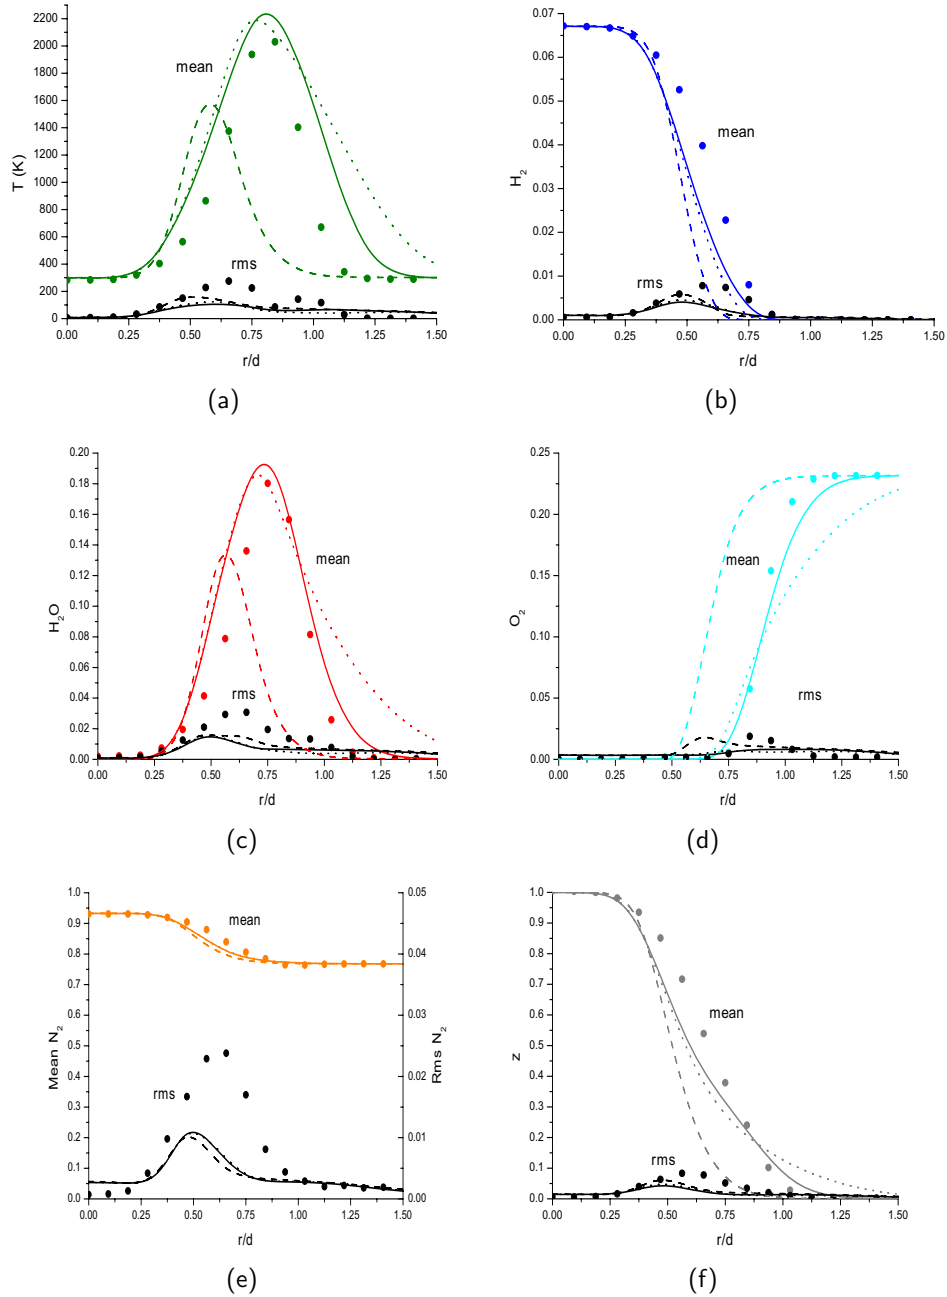 2200
2000
1800
1600
1400
1200
1000
800
600
400
200
0
T (K)
mean
rms
0.00 0.25 0.50 0.75 1.00 1.25 1.50
r/d
(a)
0.07
0.06
0.05
0.04
0.03
0.02
0.01
0.00
H2
mean
rms
0.00 0.25 0.50 0.75 1.00 1.25 1.50
r/d
(b)
0.20
0.18
0.16
0.14
0.12
0.10
0.08
0.06
0.04
0.02
0.00
H2O
mean
rms
0.00 0.25 0.50 0.75 1.00 1.25 1.50
r/d
(c)
0.25
0.20
0.15
0.10
0.05
0.00
O2
mean
rms
0.00 0.25 0.50 0.75 1.00 1.25 1.50
r/d
(d)
1.0
0.9
0.8
0.7
0.6
0.5
0.4
0.3
0.2
0.1
0.0
Mean N2
mean
rms
0.05
0.04
0.03
0.02
0.01
0.00
Rms N2
0.00 0.25 0.50 0.75 1.00 1.25 1.50
r/d
(e)
1.0
0.9
0.8
0.7
0.6
0.5
0.4
0.3
0.2
0.1
0.0
z
mean
rms
0.00 0.25 0.50 0.75 1.00 1.25 1.50
r/d
(f)